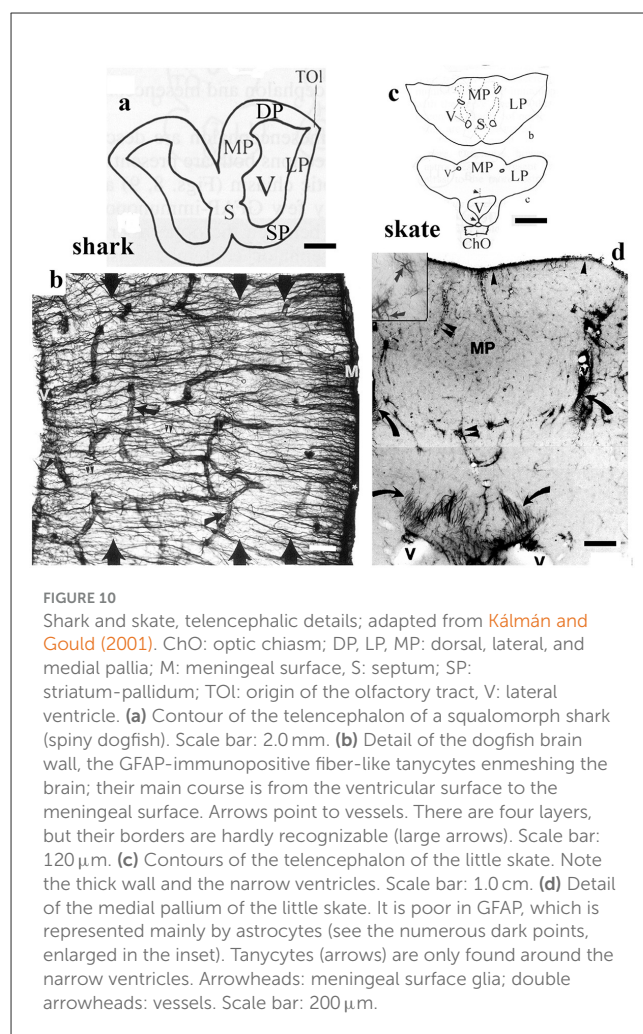 a
TOl
DP
MP
LP
V
S
SP
shark
c
MP
LP
V
S
b
V
MP
LP
V
c
ChO
skate
b
V
M
*
d
MP
V
V
V
FIGURE 10
Shark and skate, telencephalic details; adapted from Kálmán and
Gould (2001). ChO: optic chiasm; DP, LP, MP: dorsal, lateral, and
medial pallia; M: meningeal surface, S: septum; SP:
striatum-pallidum; TOl: origin of the olfactory tract, V: lateral
ventricle. (a) Contour of the telencephalon of a squalomorph shark
(spiny dogfish). Scale bar: 2.0 mm. (b) Detail of the dogfish brain
wall, the GFAP-immunopositive fiber-like tanycytes enmeshing the
brain; their main course is from the ventricular surface to the
meningeal surface. Arrows point to vessels. There are four layers,
but their borders are hardly recognizable (large arrows). Scale bar:
120 μm. (c) Contours of the telencephalon of the little skate. Note
the thick wall and the narrow ventricles. Scale bar: 1.0 cm. (d) Detail
of the medial pallium of the little skate. It is poor in GFAP, which is
represented mainly by astrocytes (see the numerous dark points,
enlarged in the inset). Tanycytes (arrows) are only found around the
narrow ventricles. Arrowheads: meningeal surface glia; double
arrowheads: vessels. Scale bar: 200 μm.